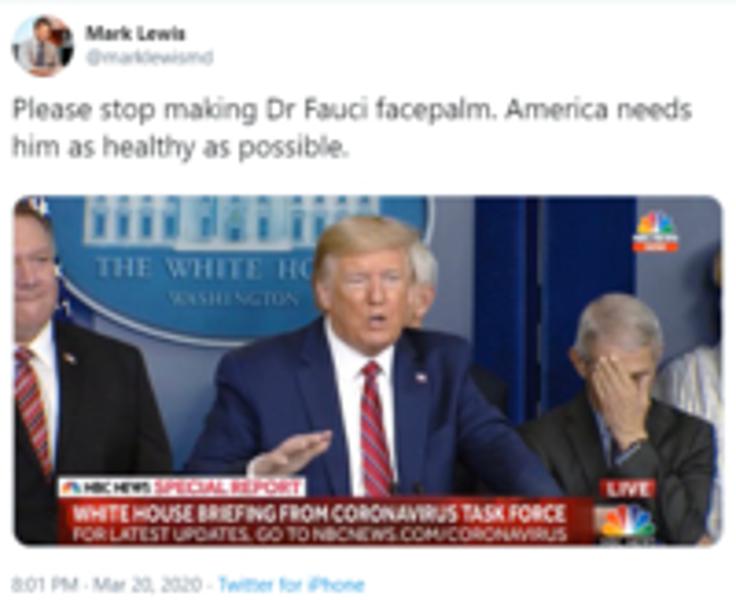 Mark Lewis
@marklewismd
Please stop making Dr Fauci facepalm. America needs
him as healthy as possible.
THE WHITE HO
WASHINGTON
NBC NEWS
NBC NEWS SPECIAL REPORT
LIVE
WHITE HOUSE BRIEFING FROM CORONAVIRUS TASK FORCE
FOR LATEST UPDATES, GO TO NBCNEWS.COM/CORONAVIRUS
8:01 PM · Mar 20, 2020 · Twitter for iPhone